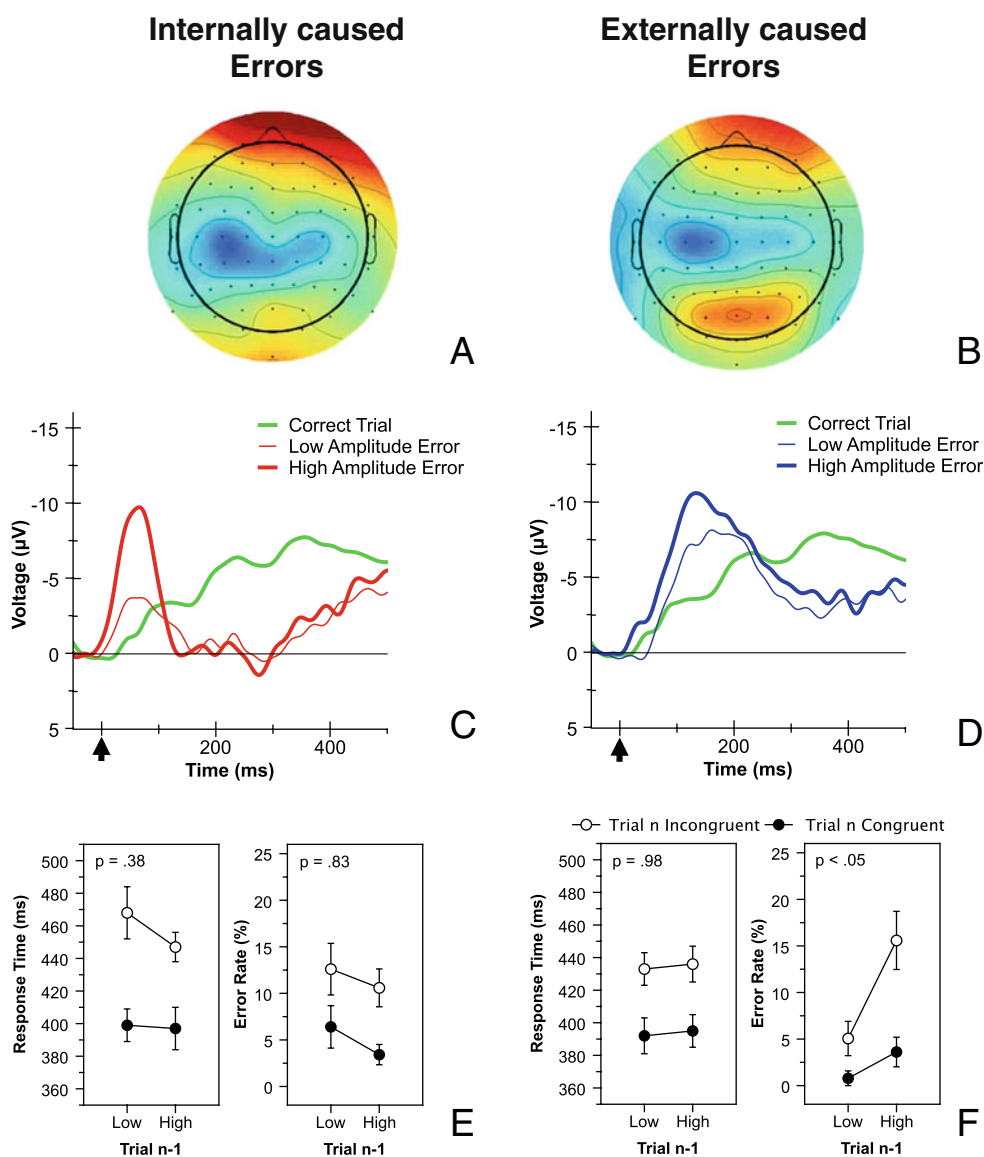 Internally caused
Errors
Externally caused
Errors
A
B
Correct Trial
Low Amplitude Error
High Amplitude Error
-15
-10
-5
0
5
Voltage (µV)
200
400
Time (ms)
C
Correct Trial
Low Amplitude Error
High Amplitude Error
-15
-10
-5
0
5
Voltage (µV)
200
400
Time (ms)
D
Trial n Incongruent
Trial n Congruent
p = .38
500
480
460
440
420
400
380
360
Response Time (ms)
Low
High
Trial n-1
p = .83
25
20
15
10
5
0
Error Rate (%)
Low
High
Trial n-1
E
p = .98
500
480
460
440
420
400
380
360
Response Time (ms)
Low
High
Trial n-1
p < .05
25
20
15
10
5
0
Error Rate (%)
Low
High
Trial n-1
F